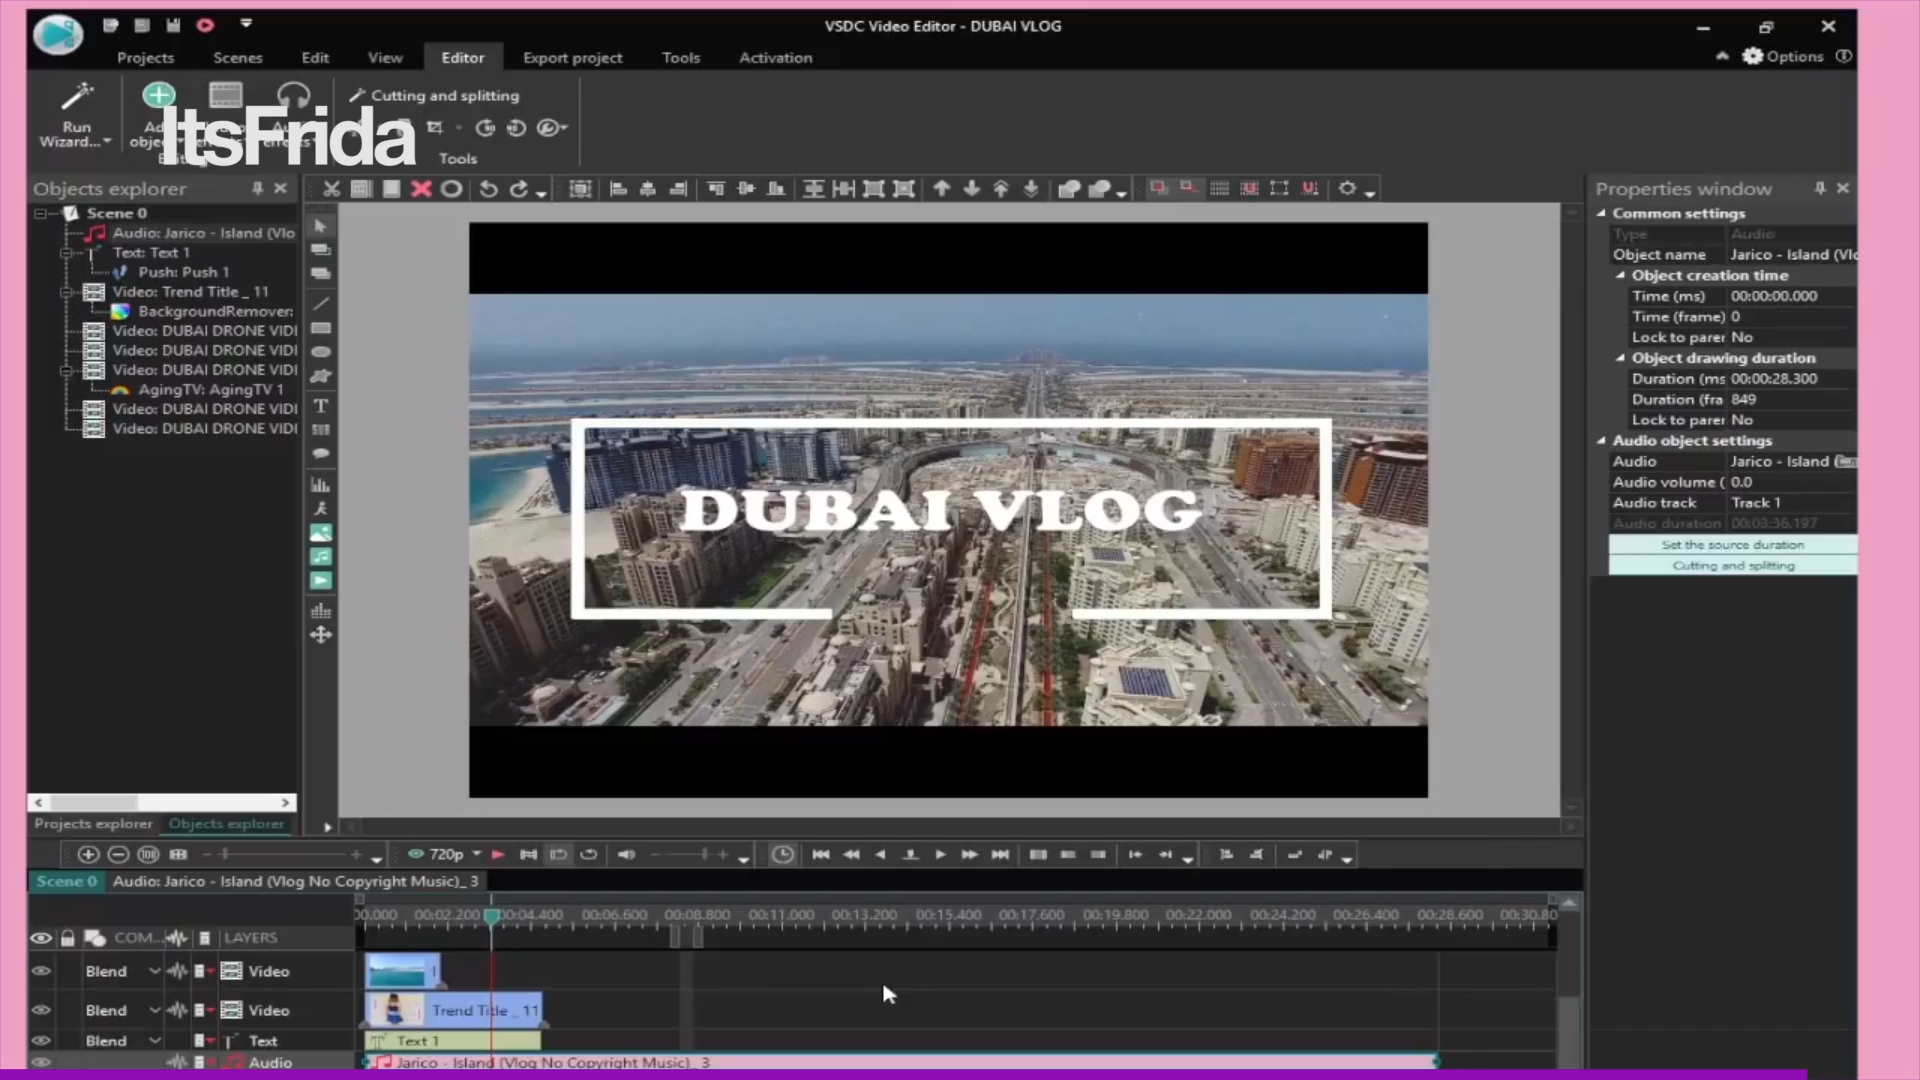 VSDC Video Editor - DUBAI VLOG
Projects Scenes Edit View Editor Export project Tools Activation
Options
Run
Wizard...
Cutting and splitting
ItsFrida
Tools
Objects explorer
Scene 0
Audio: Jarico - Island (Vlo
Text: Text 1
Push: Push 1
Video: Trend Title _ 11
BackgroundRemover:
Video: DUBAI DRONE VIDI
Video: DUBAI DRONE VIDI
Video: DUBAI DRONE VIDI
AgingTV: AgingTV 1
Video: DUBAI DRONE VIDI
Video: DUBAI DRONE VIDI
Projects explorer Objects explorer
DUBAI VLOG
Properties window
Common settings
Type Audio
Object name Jarico - Island (Vlo
Object creation time
Time (ms) 00:00:00.000
Time (frame) 0
Lock to parer No
Object drawing duration
Duration (ms 00:00:28.300
Duration (fra 849
Lock to parer No
Audio object settings
Audio Jarico - Island
Audio volume ( 0.0
Audio track Track 1
Audio duration 00:03:36.197
Set the source duration
Cutting and splitting
720p
Scene 0 Audio: Jarico - Island (Vlog No Copyright Music)_ 3
00.000 00:02.200 00:04.400 00:06.600 00:08.800 00:11.000 00:13.200 00:15.400 00:17.600 00:19.800 00:22.000 00:24.200 00:26.400 00:28.600 00:30.80
COM... LAYERS
Blend Video
Blend Video Trend Title _ 11
Blend Text Text 1
Audio Jarico - Island (Vlog No Copyright Music)_ 3